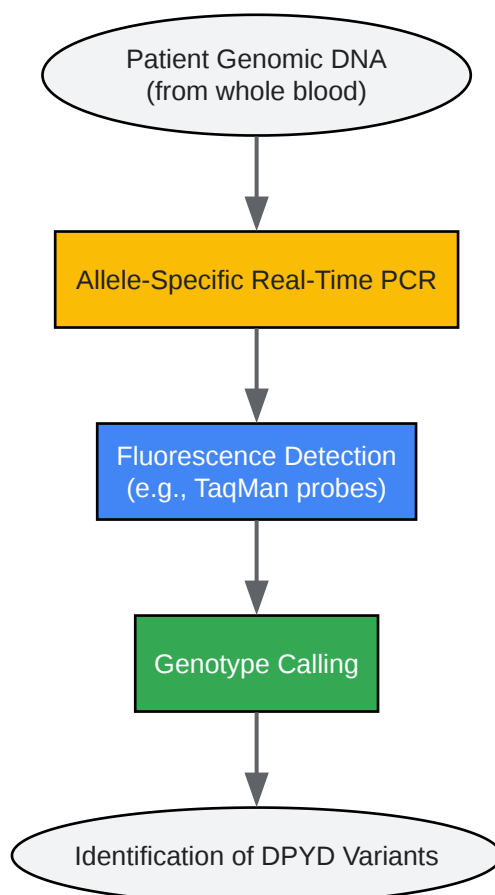 Patient Genomic DNA
(from whole blood)
Allele-Specific Real-Time PCR
Fluorescence Detection
(e.g., TaqMan probes)
Genotype Calling
Identification of DPYD Variants